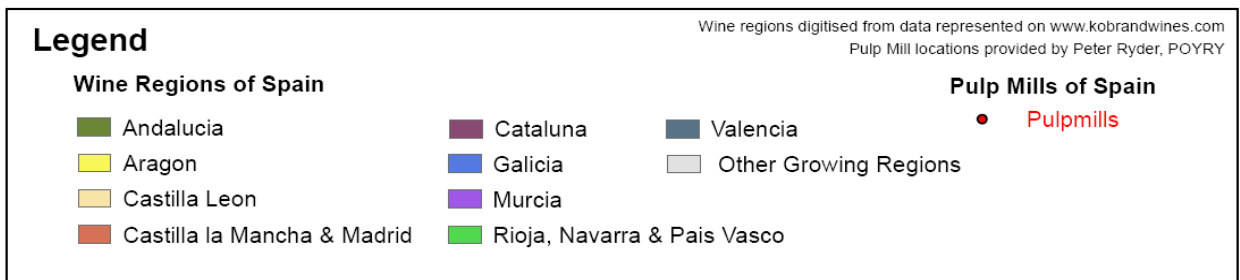 Legend
Wine regions digitised from data represented on www.kobrandwines.com
Pulp Mill locations provided by Peter Ryder, POYRY
Wine Regions of Spain
Pulp Mills of Spain
Andalucia
Cataluna
Valencia
Pulpmills
Aragon
Galicia
Other Growing Regions
Castilla Leon
Murcia
Castilla la Mancha & Madrid
Rioja, Navarra & Pais Vasco